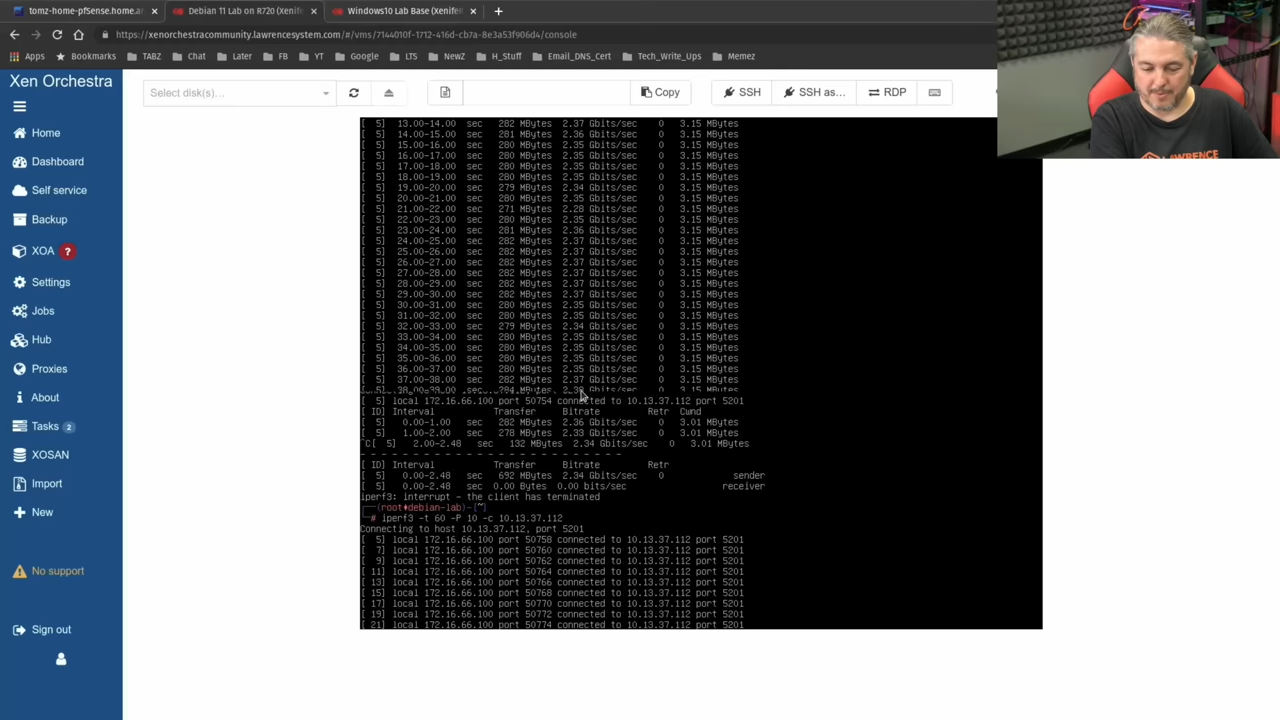 tomz-home-pfSense.home.ar
Debian 11 Lab on R720 (Xenife
Windows10 Lab Base (XenifeR
https://xenorchestracommunity.lawrencesystem.com/#/vms/7144010f-1712-416d-cb7a-8e3a53f906d4/console
Apps
Bookmarks
TABZ
Chat
Later
FB
YT
Google
LTS
NewZ
H_Stuff
Email_DNS_Cert
Tech_Write_Ups
Memez
Xen Orchestra
Select disk(s)...
Copy
SSH
SSH as...
RDP
Home
Dashboard
Self service
Backup
XOA ?
Settings
Jobs
Hub
Proxies
About
Tasks 2
XOSAN
Import
New
No support
Sign out
[  5]  13.00-14.00  sec  282 MBytes  2.37 Gbits/sec  0  3.15 MBytes
[  5]  14.00-15.00  sec  281 MBytes  2.36 Gbits/sec  0  3.15 MBytes
[  5]  15.00-16.00  sec  280 MBytes  2.35 Gbits/sec  0  3.15 MBytes
[  5]  16.00-17.00  sec  280 MBytes  2.35 Gbits/sec  0  3.15 MBytes
[  5]  17.00-18.00  sec  280 MBytes  2.35 Gbits/sec  0  3.15 MBytes
[  5]  18.00-19.00  sec  280 MBytes  2.35 Gbits/sec  0  3.15 MBytes
[  5]  19.00-20.00  sec  279 MBytes  2.34 Gbits/sec  0  3.15 MBytes
[  5]  20.00-21.00  sec  280 MBytes  2.35 Gbits/sec  0  3.15 MBytes
[  5]  21.00-22.00  sec  271 MBytes  2.28 Gbits/sec  0  3.15 MBytes
[  5]  22.00-23.00  sec  280 MBytes  2.35 Gbits/sec  0  3.15 MBytes
[  5]  23.00-24.00  sec  281 MBytes  2.36 Gbits/sec  0  3.15 MBytes
[  5]  24.00-25.00  sec  282 MBytes  2.37 Gbits/sec  0  3.15 MBytes
[  5]  25.00-26.00  sec  282 MBytes  2.37 Gbits/sec  0  3.15 MBytes
[  5]  26.00-27.00  sec  282 MBytes  2.37 Gbits/sec  0  3.15 MBytes
[  5]  27.00-28.00  sec  282 MBytes  2.37 Gbits/sec  0  3.15 MBytes
[  5]  28.00-29.00  sec  282 MBytes  2.37 Gbits/sec  0  3.15 MBytes
[  5]  29.00-30.00  sec  282 MBytes  2.37 Gbits/sec  0  3.15 MBytes
[  5]  30.00-31.00  sec  280 MBytes  2.35 Gbits/sec  0  3.15 MBytes
[  5]  31.00-32.00  sec  280 MBytes  2.35 Gbits/sec  0  3.15 MBytes
[  5]  32.00-33.00  sec  279 MBytes  2.34 Gbits/sec  0  3.15 MBytes
[  5]  33.00-34.00  sec  280 MBytes  2.35 Gbits/sec  0  3.15 MBytes
[  5]  34.00-35.00  sec  280 MBytes  2.35 Gbits/sec  0  3.15 MBytes
[  5]  35.00-36.00  sec  280 MBytes  2.35 Gbits/sec  0  3.15 MBytes
[  5]  36.00-37.00  sec  280 MBytes  2.35 Gbits/sec  0  3.15 MBytes
[  5]  37.00-38.00  sec  282 MBytes  2.37 Gbits/sec  0  3.15 MBytes
[  5] local 172.16.66.100 port 50754 connected to 10.13.37.112 port 5201
[ ID] Interval  Transfer  Bitrate  Retr  Cwnd
[  5]  0.00-1.00  sec  282 MBytes  2.36 Gbits/sec  0  3.01 MBytes
[  5]  1.00-2.00  sec  278 MBytes  2.33 Gbits/sec  0  3.01 MBytes
^C[  5]  2.00-2.48  sec  132 MBytes  2.34 Gbits/sec  0  3.01 MBytes
- - - - - - - - - - - - - - - - - - - - - - - - -
[ ID] Interval  Transfer  Bitrate  Retr
[  5]  0.00-2.48  sec  692 MBytes  2.34 Gbits/sec  0  sender
[  5]  0.00-2.48  sec  0.00 Bytes  0.00 bits/sec  receiver
iperf3: interrupt - the client has terminated
┌──(root♦debian-lab)-[~]
└─# iperf3 -t 60 -P 10 -c 10.13.37.112
Connecting to host 10.13.37.112, port 5201
[  5] local 172.16.66.100 port 50758 connected to 10.13.37.112 port 5201
[  7] local 172.16.66.100 port 50760 connected to 10.13.37.112 port 5201
[  9] local 172.16.66.100 port 50762 connected to 10.13.37.112 port 5201
[ 11] local 172.16.66.100 port 50764 connected to 10.13.37.112 port 5201
[ 13] local 172.16.66.100 port 50766 connected to 10.13.37.112 port 5201
[ 15] local 172.16.66.100 port 50768 connected to 10.13.37.112 port 5201
[ 17] local 172.16.66.100 port 50770 connected to 10.13.37.112 port 5201
[ 19] local 172.16.66.100 port 50772 connected to 10.13.37.112 port 5201
[ 21] local 172.16.66.100 port 50774 connected to 10.13.37.112 port 5201
LAWRENCE